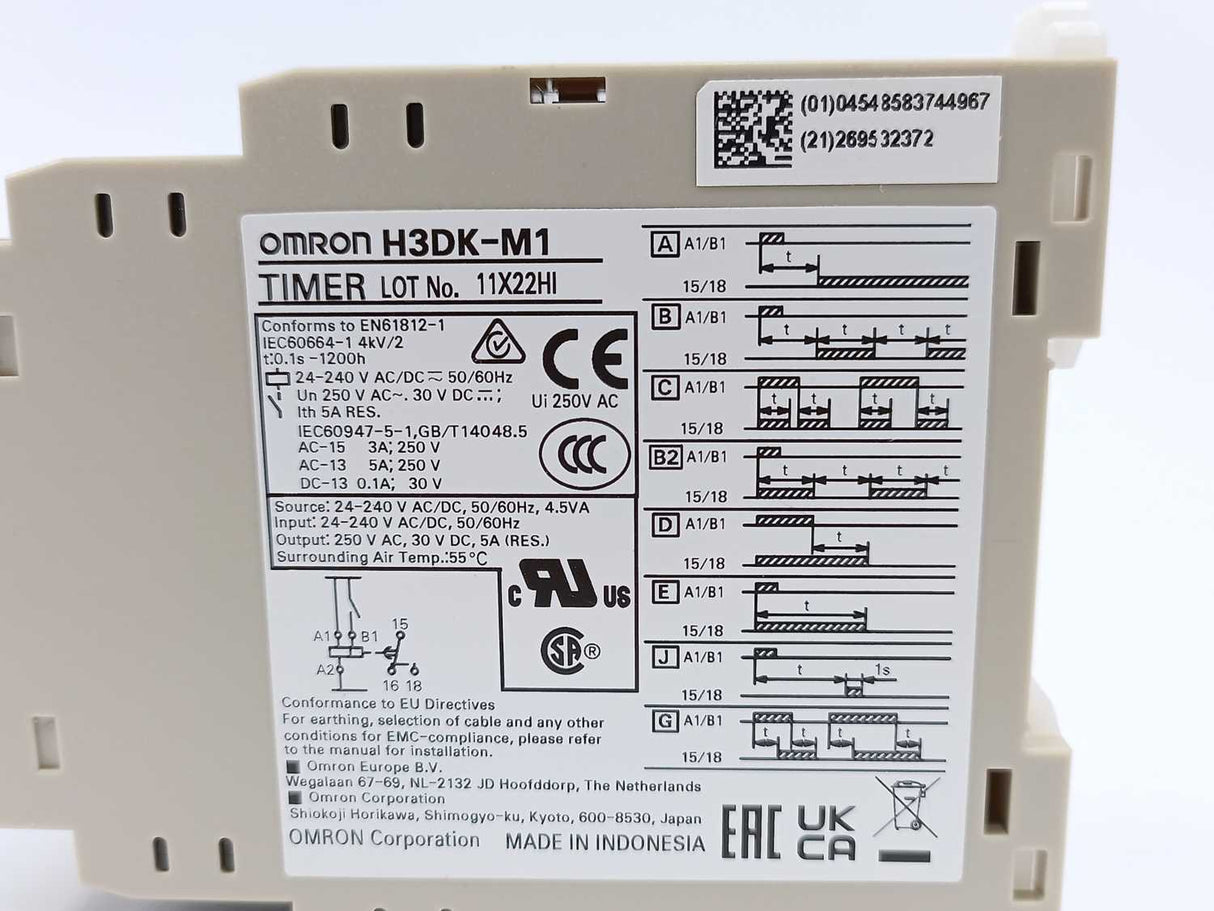 (01)04548583744967
(21)269532372
OMRON H3DK-M1
TIMER LOT No. 11X22HI
Conforms to EN61812-1
IEC60664-1 4kV/2
t:0.1s -1200h
24-240 V AC/DC 50/60Hz
Un 250 V AC~. 30 V DC ;
Ith 5A RES.
IEC60947-5-1,GB/T14048.5
AC-15 3A; 250 V
AC-13 5A; 250 V
DC-13 0.1A; 30 V
CE
Ui 250V AC
CCC
Source: 24-240 V AC/DC, 50/60Hz, 4.5VA
Input: 24-240 V AC/DC, 50/60Hz
Output: 250 V AC, 30 V DC, 5A (RES.)
Surrounding Air Temp.:55°C
C RU US
SA ®
15
A1 B1
A2
16 18
Conformance to EU Directives
For earthing, selection of cable and any other
conditions for EMC-compliance, please refer
to the manual for installation.
Omron Europe B.V.
Wegalaan 67-69, NL-2132 JD Hoofddorp, The Netherlands
Omron Corporation
Shiokoji Horikawa, Shimogyo-ku, Kyoto, 600-8530, Japan
OMRON Corporation MADE IN INDONESIA
A A1/B1
t
15/18
B A1/B1
t t t t
15/18
C A1/B1
t t t t
15/18
B2 A1/B1
t t t t
15/18
D A1/B1
t
15/18
E A1/B1
t
15/18
J A1/B1
t 1s
15/18
G A1/B1
t t t t
15/18
EAC
UK
CA